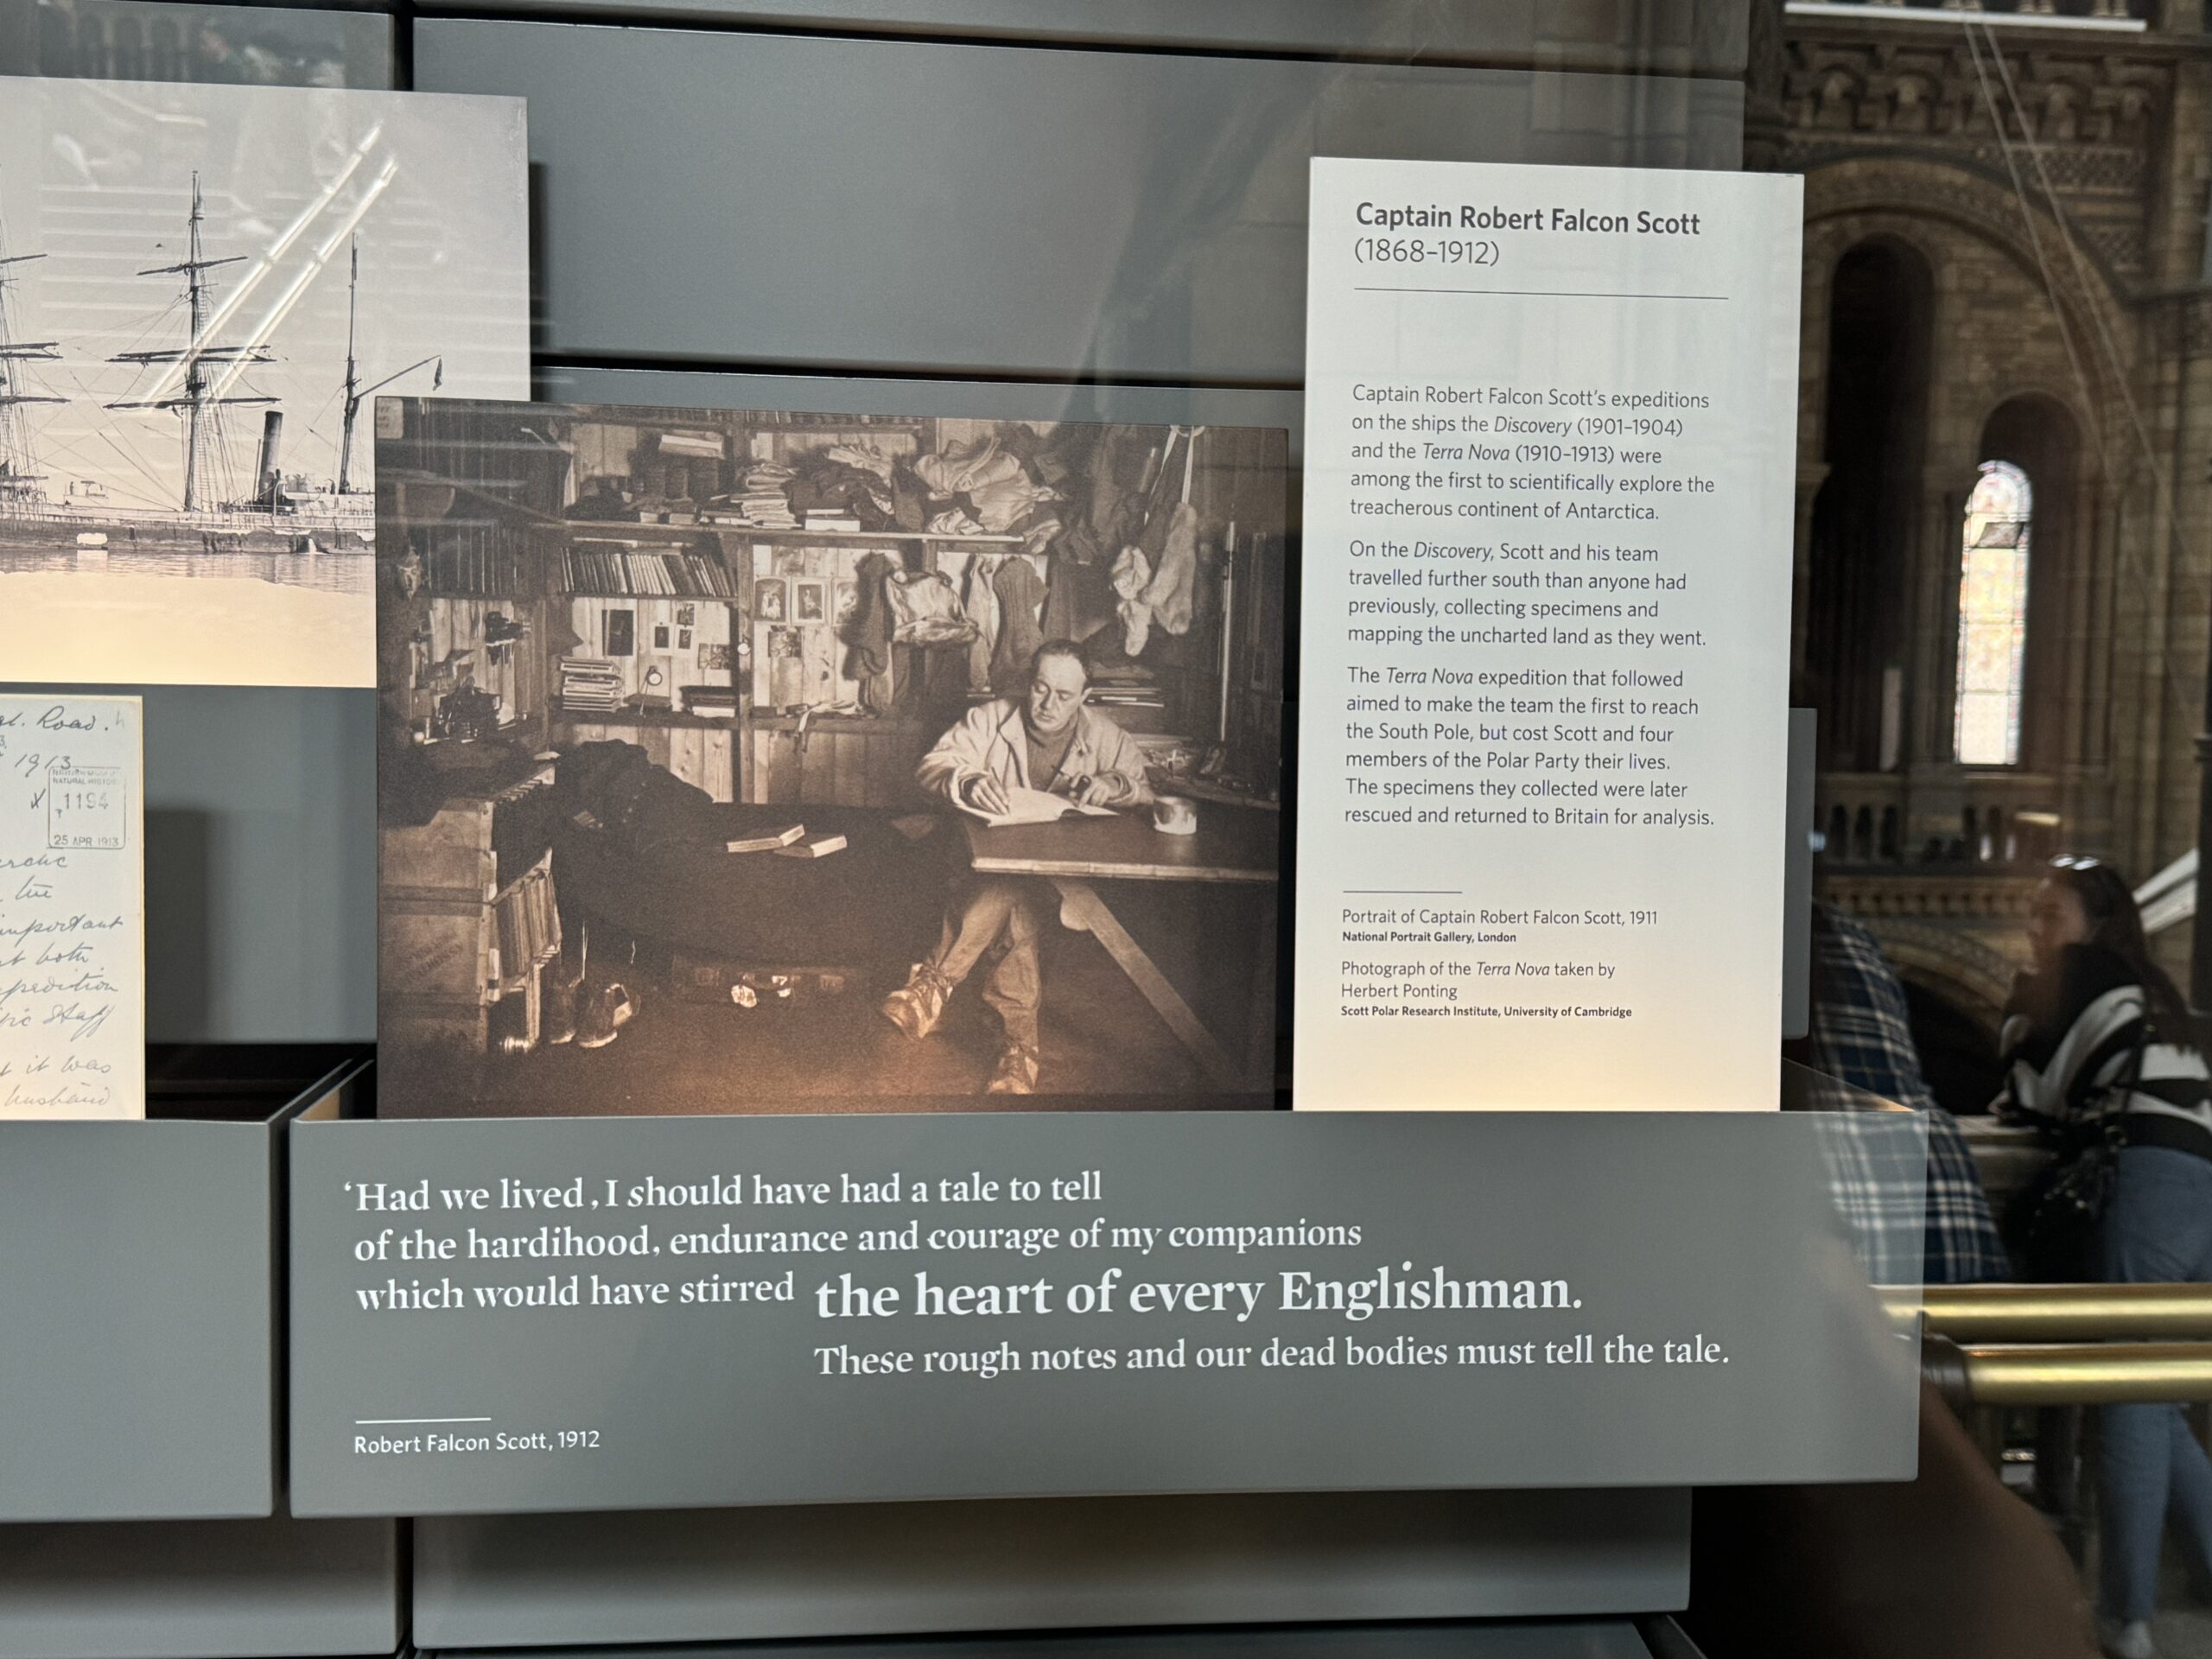 Captain Robert Falcon Scott
(1868–1912)
Captain Robert Falcon Scott's expeditions
on the ships the Discovery (1901–1904)
and the Terra Nova (1910–1913) were
among the first to scientifically explore the
treacherous continent of Antarctica.
On the Discovery, Scott and his team
travelled further south than anyone had
previously, collecting specimens and
mapping the uncharted land as they went.
The Terra Nova expedition that followed
aimed to make the team the first to reach
the South Pole, but cost Scott and four
members of the Polar Party their lives.
The specimens they collected were later
rescued and returned to Britain for analysis.
Portrait of Captain Robert Falcon Scott, 1911
National Portrait Gallery, London
Photograph of the Terra Nova taken by
Herbert Ponting
Scott Polar Research Institute, University of Cambridge
Road.
1913
NATURAL HISTORY
1194
25 APR 1913
the
important
both
Staff
it was
husband
‘Had we lived, I should have had a tale to tell
of the hardihood, endurance and courage of my companions
which would have stirred the heart of every Englishman.
These rough notes and our dead bodies must tell the tale.
Robert Falcon Scott, 1912